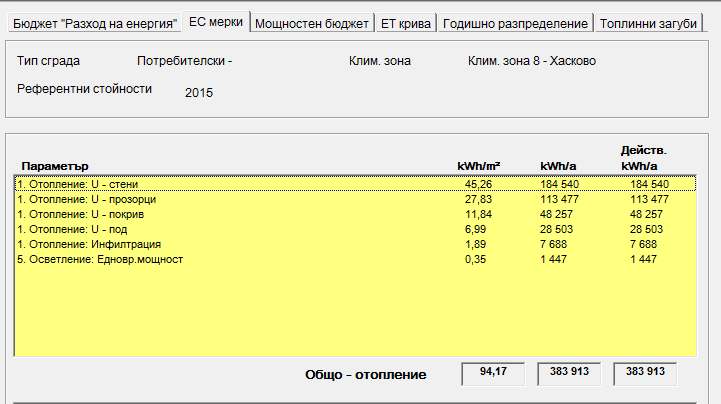 Бюджет "Разход на енергия" ЕС мерки Мощностен бюджет ЕТ крива Годишно разпределение Топлинни загуби
Тип сграда Потребителски - Клим. зона Клим. зона 8 - Хасково
Референтни стойности 2015
Действ.
Параметър kWh/m² kWh/a kWh/a
1. Отопление: U - стени 45,26 184 540 184 540
1. Отопление: U - прозорци 27,83 113 477 113 477
1. Отопление: U - покрив 11,84 48 257 48 257
1. Отопление: U - под 6,99 28 503 28 503
1. Отопление: Инфилтрация 1,89 7 688 7 688
5. Осветление: Едновр.мощност 0,35 1 447 1 447
Общо - отопление 94,17 383 913 383 913